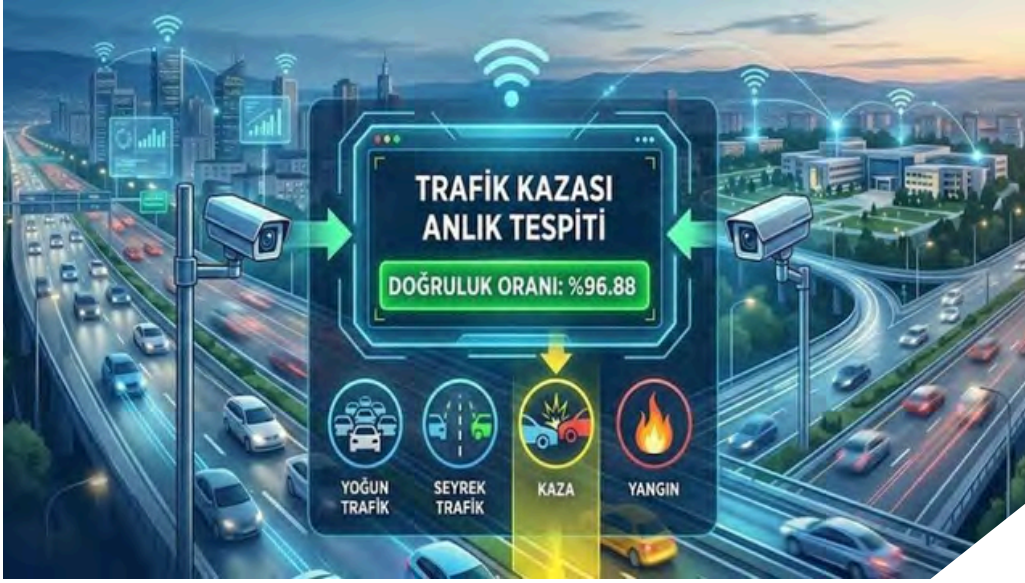 TRAFİK KAZASI
ANLIK TESPİTİ
DOĞRULUK ORANI: %96.88
YOĞUN
TRAFİK
SEYREK
TRAFİK
KAZA
YANGIN